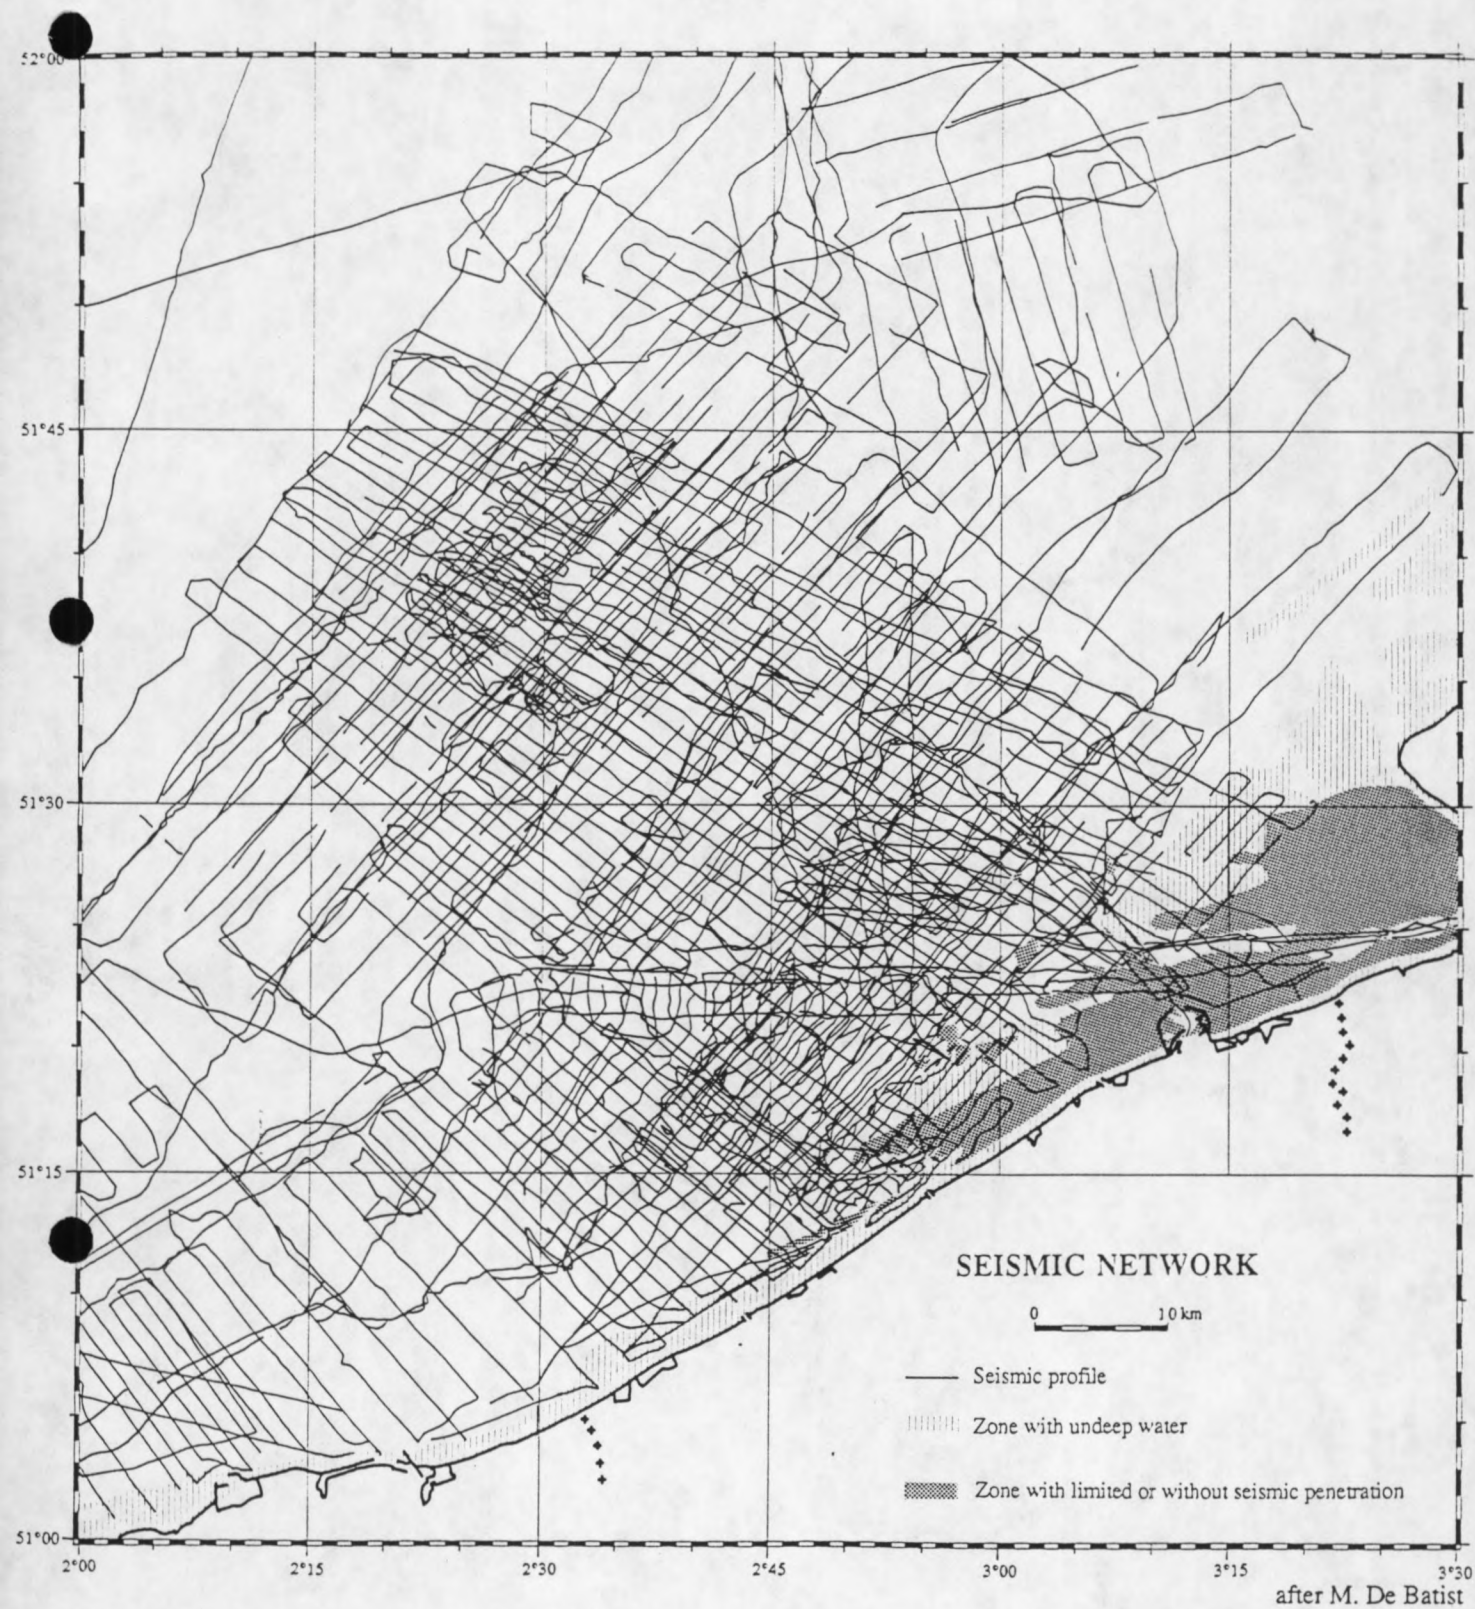 52°00
51°45
51°30
51°15
SEISMIC NETWORK
0 10 km
Seismic profile
Zone with undeep water
Zone with limited or without seismic penetration
51°00
2°00 2°15 2°30 2°45 3°00 3°15 3°30
after M. De Batist